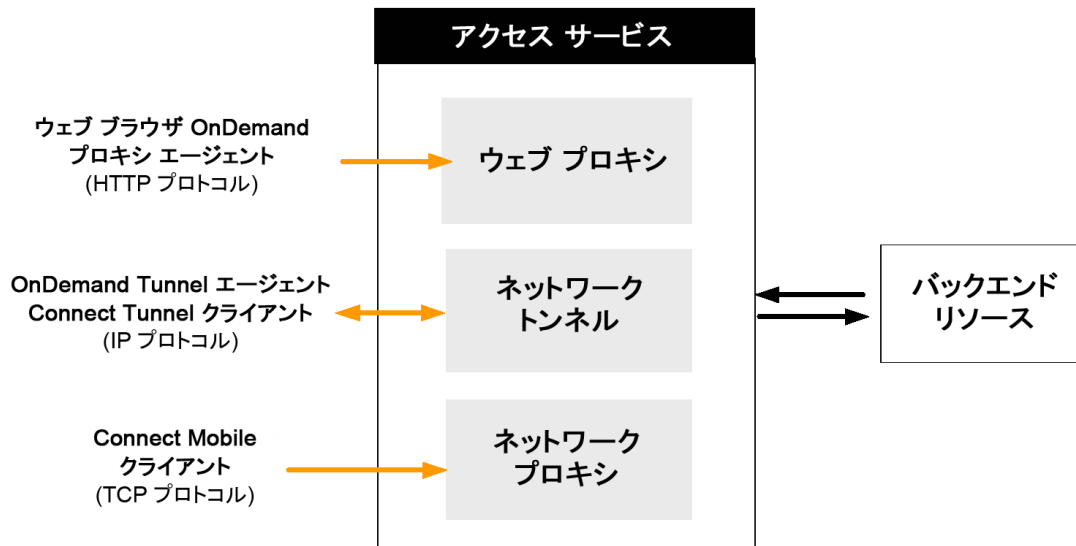 アクセス サービス
ウェブ ブラウザ OnDemand
プロキシ エージェント
(HTTP プロトコル)
ウェブ プロキシ
OnDemand Tunnel エージェント
Connect Tunnel クライアント
(IP プロトコル)
ネットワーク
トンネル
バックエンド
リソース
Connect Mobile
クライアント
(TCP プロトコル)
ネットワーク
プロキシ